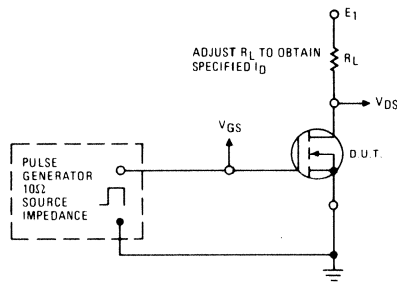 E1
ADJUST RL TO OBTAIN
SPECIFIED ID
RL
VDS
VGS
D.U.T.
PULSE
GENERATOR
10Ω
SOURCE
IMPEDANCE